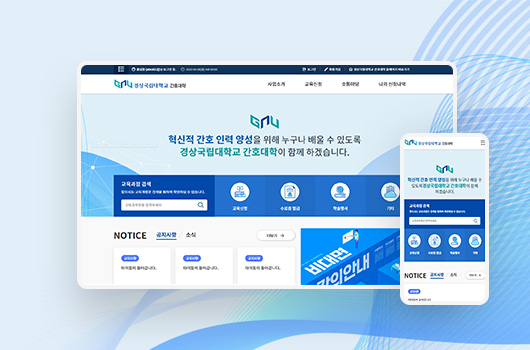 경상국립대학교 간호대학
사업소개 교육신청 소통마당 나의 신청내역
GNU
혁신적 간호 인력 양성을 위해 누구나 배울 수 있도록
경상국립대학교 간호대학이 함께 하겠습니다.
교육과정 검색
교육신청 수료증 발급 학술행사 기타
NOTICE 공지사항 소식 더보기
공지사항 공지사항 공지사항
타이틀이 들어갑니다. 타이틀이 들어갑니다. 타이틀이 들어갑니다.
비대면
강의안내
경상국립대학교 간호대학
GNU
혁신적 간호 인력 양성을 위해 누구나 배울 수 있
도록 경상국립대학교 간호대학이 함께
하겠습니다.
교육과정 검색
교육신청 수료증 발급 학술행사 기타
NOTICE 공지사항 소식
공지사항
타이틀이 들어갑니다.